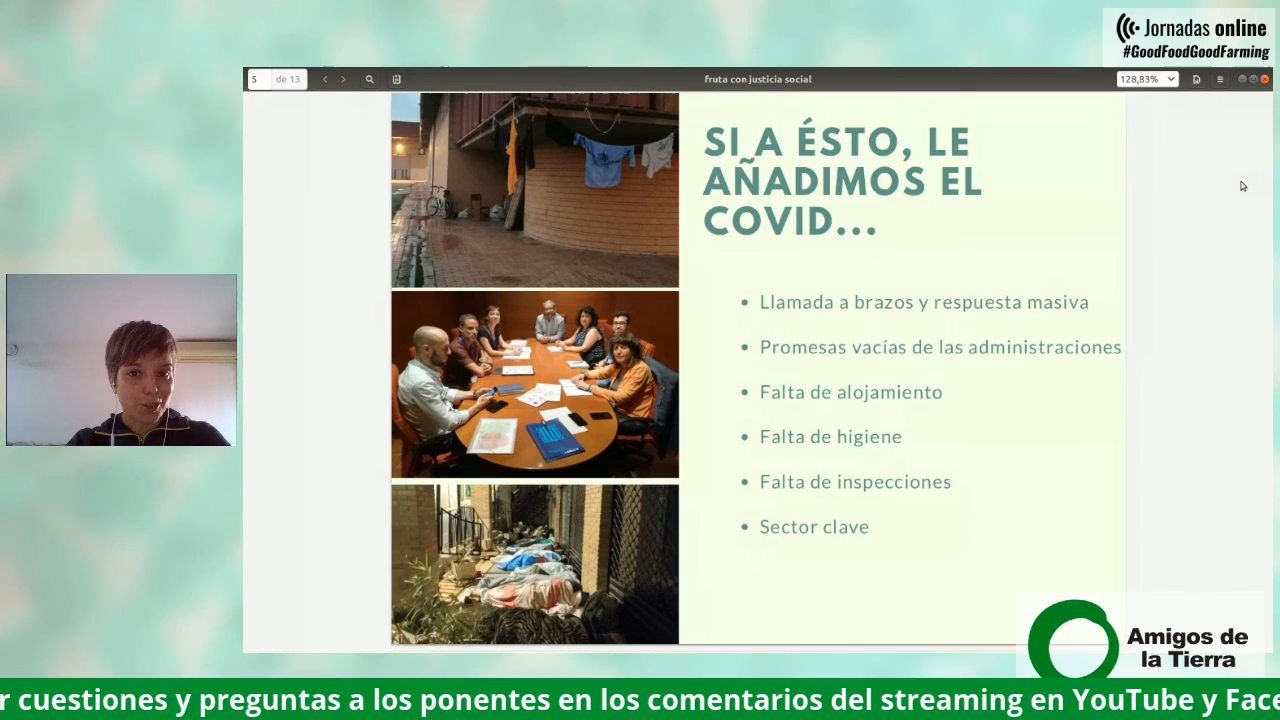 Jornadas online
#GoodFoodGoodFarming
5 de 13
fruta con justicia social
128,83%
SI A ÉSTO, LE
AÑADIMOS EL
COVID...
• Llamada a brazos y respuesta masiva
• Promesas vacías de las administraciones
• Falta de alojamiento
• Falta de higiene
• Falta de inspecciones
• Sector clave
Amigos de
la Tierra
r cuestiones y preguntas a los ponentes en los comentarios del streaming en YouTube y Face